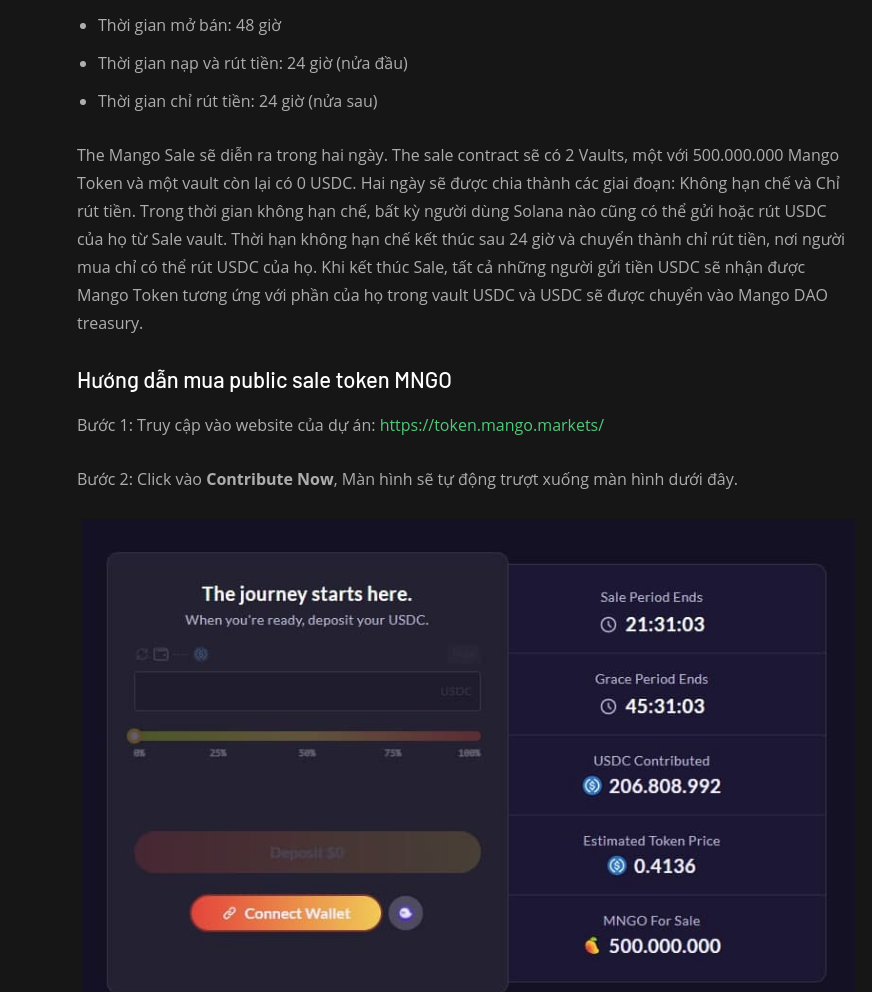 Thời gian mở bán: 48 giờ
Thời gian nạp và rút tiền: 24 giờ (nửa đầu)
Thời gian chỉ rút tiền: 24 giờ (nửa sau)
The Mango Sale sẽ diễn ra trong hai ngày. The sale contract sẽ có 2 Vaults, một với 500.000.000 Mango
Token và một vault còn lại có 0 USDC. Hai ngày sẽ được chia thành các giai đoạn: Không hạn chế và Chỉ
rút tiền. Trong thời gian không hạn chế, bất kỳ người dùng Solana nào cũng có thể gửi hoặc rút USDC
của họ từ Sale vault. Thời hạn không hạn chế kết thúc sau 24 giờ và chuyển thành chỉ rút tiền, nơi người
mua chỉ có thể rút USDC của họ. Khi kết thúc Sale, tất cả những người gửi tiền USDC sẽ nhận được
Mango Token tương ứng với phần của họ trong vault USDC và USDC sẽ được chuyển vào Mango DAO
treasury.
Hướng dẫn mua public sale token MNGO
Bước 1: Truy cập vào website của dự án: https://token.mango.markets/
Bước 2: Click vào Contribute Now, Màn hình sẽ tự động trượt xuống màn hình dưới đây.
The journey starts here.
When you're ready, deposit your USDC.
USDC
0% 25% 50% 75% 100%
Deposit $0
Connect Wallet
Sale Period Ends
21:31:03
Grace Period Ends
45:31:03
USDC Contributed
206.808.992
Estimated Token Price
0.4136
MNGO For Sale
500.000.000